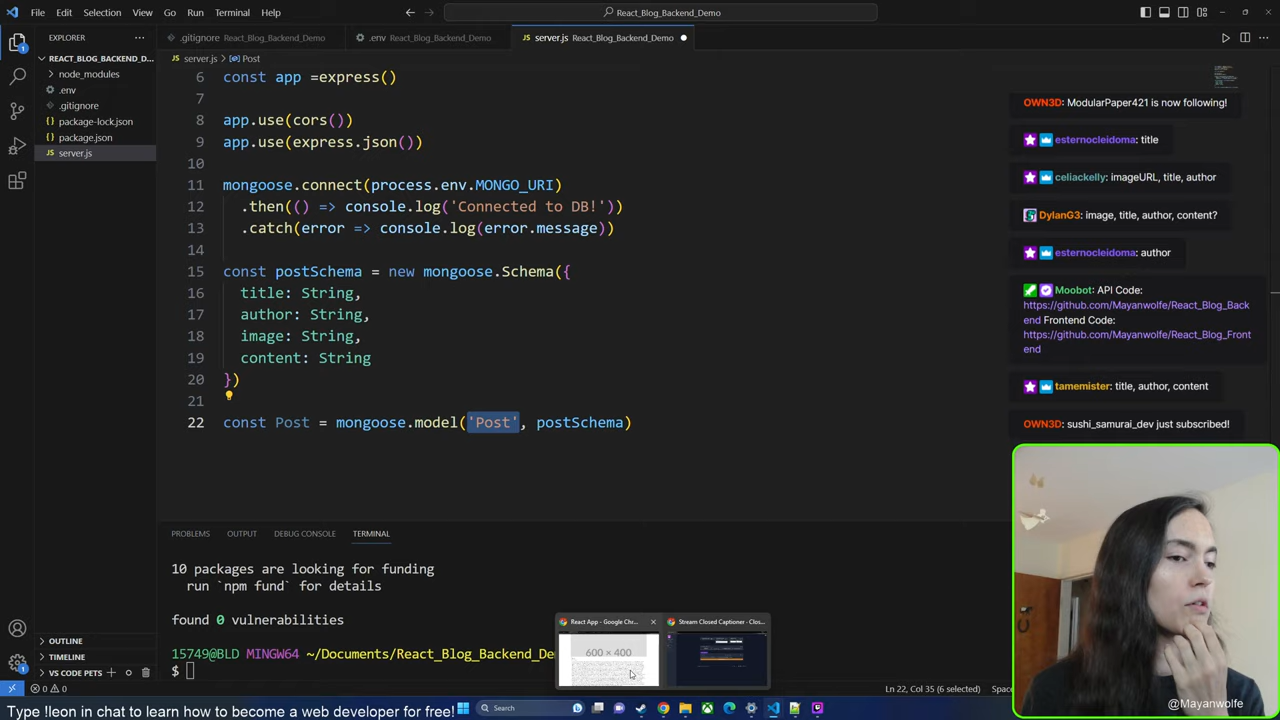 File Edit Selection View Go Run Terminal Help
React_Blog_Backend_Demo
EXPLORER
.gitignore React_Blog_Backend_Demo
.env React_Blog_Backend_Demo
JS server.js React_Blog_Backend_Demo
REACT_BLOG_BACKEND_D...
node_modules
.env
.gitignore
package-lock.json
package.json
JS server.js
JS server.js > Post
6 const app =express()
7
8 app.use(cors())
9 app.use(express.json())
10
11 mongoose.connect(process.env.MONGO_URI)
12 .then(() => console.log('Connected to DB!'))
13 .catch(error => console.log(error.message))
14
15 const postSchema = new mongoose.Schema({
16 title: String,
17 author: String,
18 image: String,
19 content: String
20 })
21
22 const Post = mongoose.model('Post', postSchema)
OWN3D: ModularPaper421 is now following!
esternocleidoma: title
celiackelly: imageURL, title, author
DylanG3: image, title, author, content?
esternocleidoma: author
Moobot: API Code:
https://github.com/Mayanwolfe/React_Blog_Back
end Frontend Code:
https://github.com/Mayanwolfe/React_Blog_Front
end
tamemister: title, author, content
OWN3D: sushi_samurai_dev just subscribed!
PROBLEMS OUTPUT DEBUG CONSOLE TERMINAL
10 packages are looking for funding
run `npm fund` for details
found 0 vulnerabilities
15749@BLD MINGW64 ~/Documents/React_Blog_Backend_De
$
React App - Google Chr...
Stream Closed Captioner - Clos...
600 × 400
OUTLINE
TIMELINE
VS CODE PETS
0 0 0
Ln 22, Col 35 (6 selected) Spac
Type !leon in chat to learn how to become a web developer for free!
Search
@Mayanwolfe